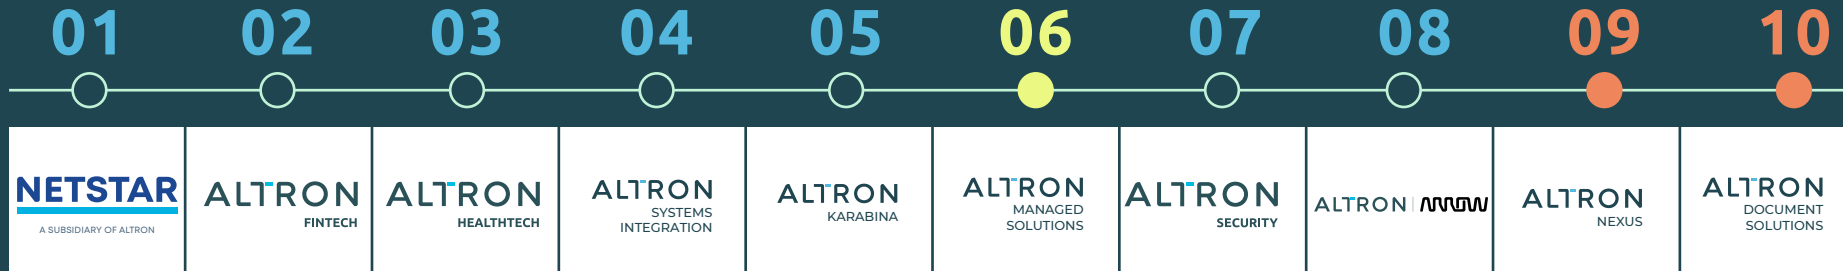 01 02 03 04 05 06 07 08 09 10
NETSTAR
A SUBSIDIARY OF ALTRON
ALTRON
FINTECH
ALTRON
HEALTHTECH
ALTRON
SYSTEMS
INTEGRATION
ALTRON
KARABINA
ALTRON
MANAGED
SOLUTIONS
ALTRON
SECURITY
ALTRON | ARROW
ALTRON
NEXUS
ALTRON
DOCUMENT
SOLUTIONS